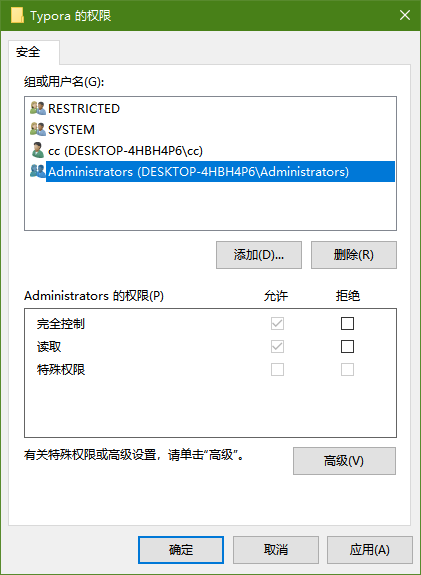 Typora 的权限
安全
组或用户名(G):
RESTRICTED
SYSTEM
cc (DESKTOP-4HBH4P6\cc)
Administrators (DESKTOP-4HBH4P6\Administrators)
添加(D)... 删除(R)
Administrators 的权限(P) 允许 拒绝
完全控制
读取
特殊权限
有关特殊权限或高级设置，请单击“高级”。
高级(V)
确定 取消 应用(A)